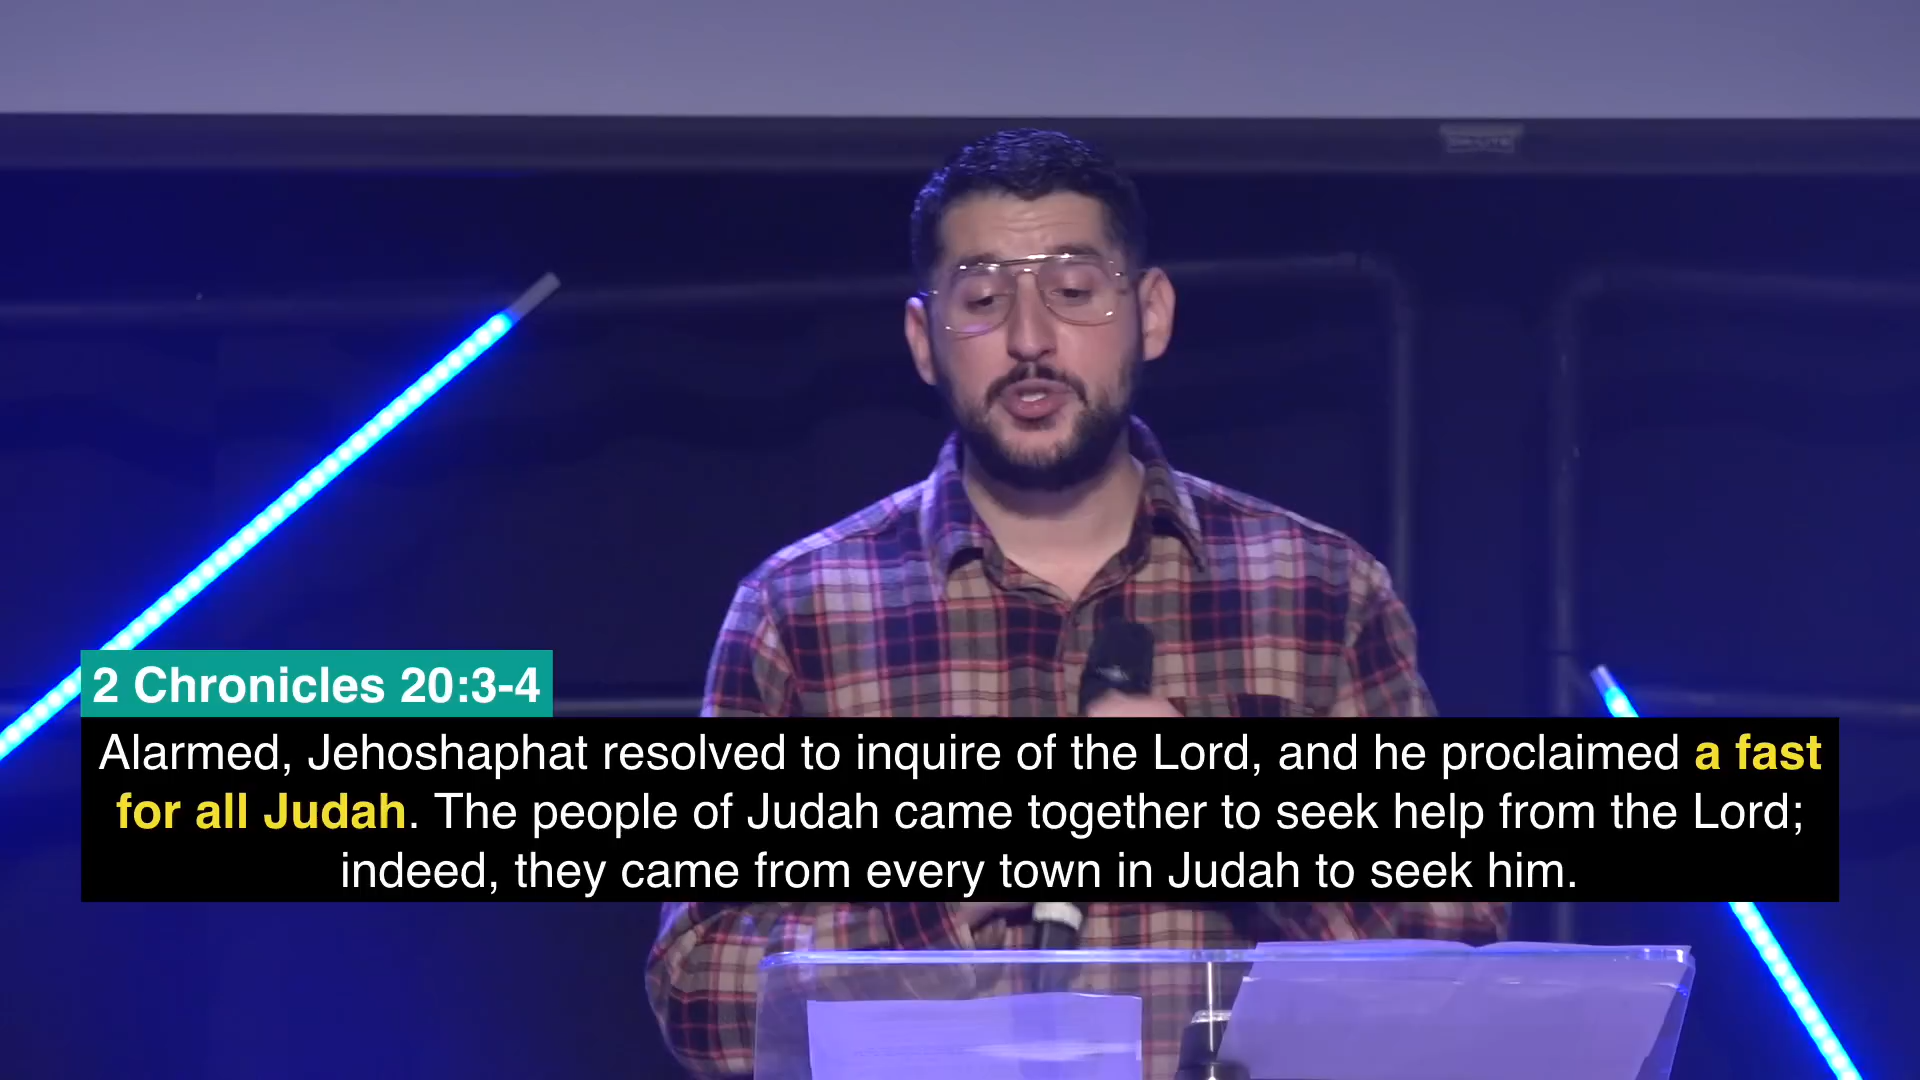 2 Chronicles 20:3-4
Alarmed, Jehoshaphat resolved to inquire of the Lord, and he proclaimed a fast
for all Judah. The people of Judah came together to seek help from the Lord;
indeed, they came from every town in Judah to seek him.